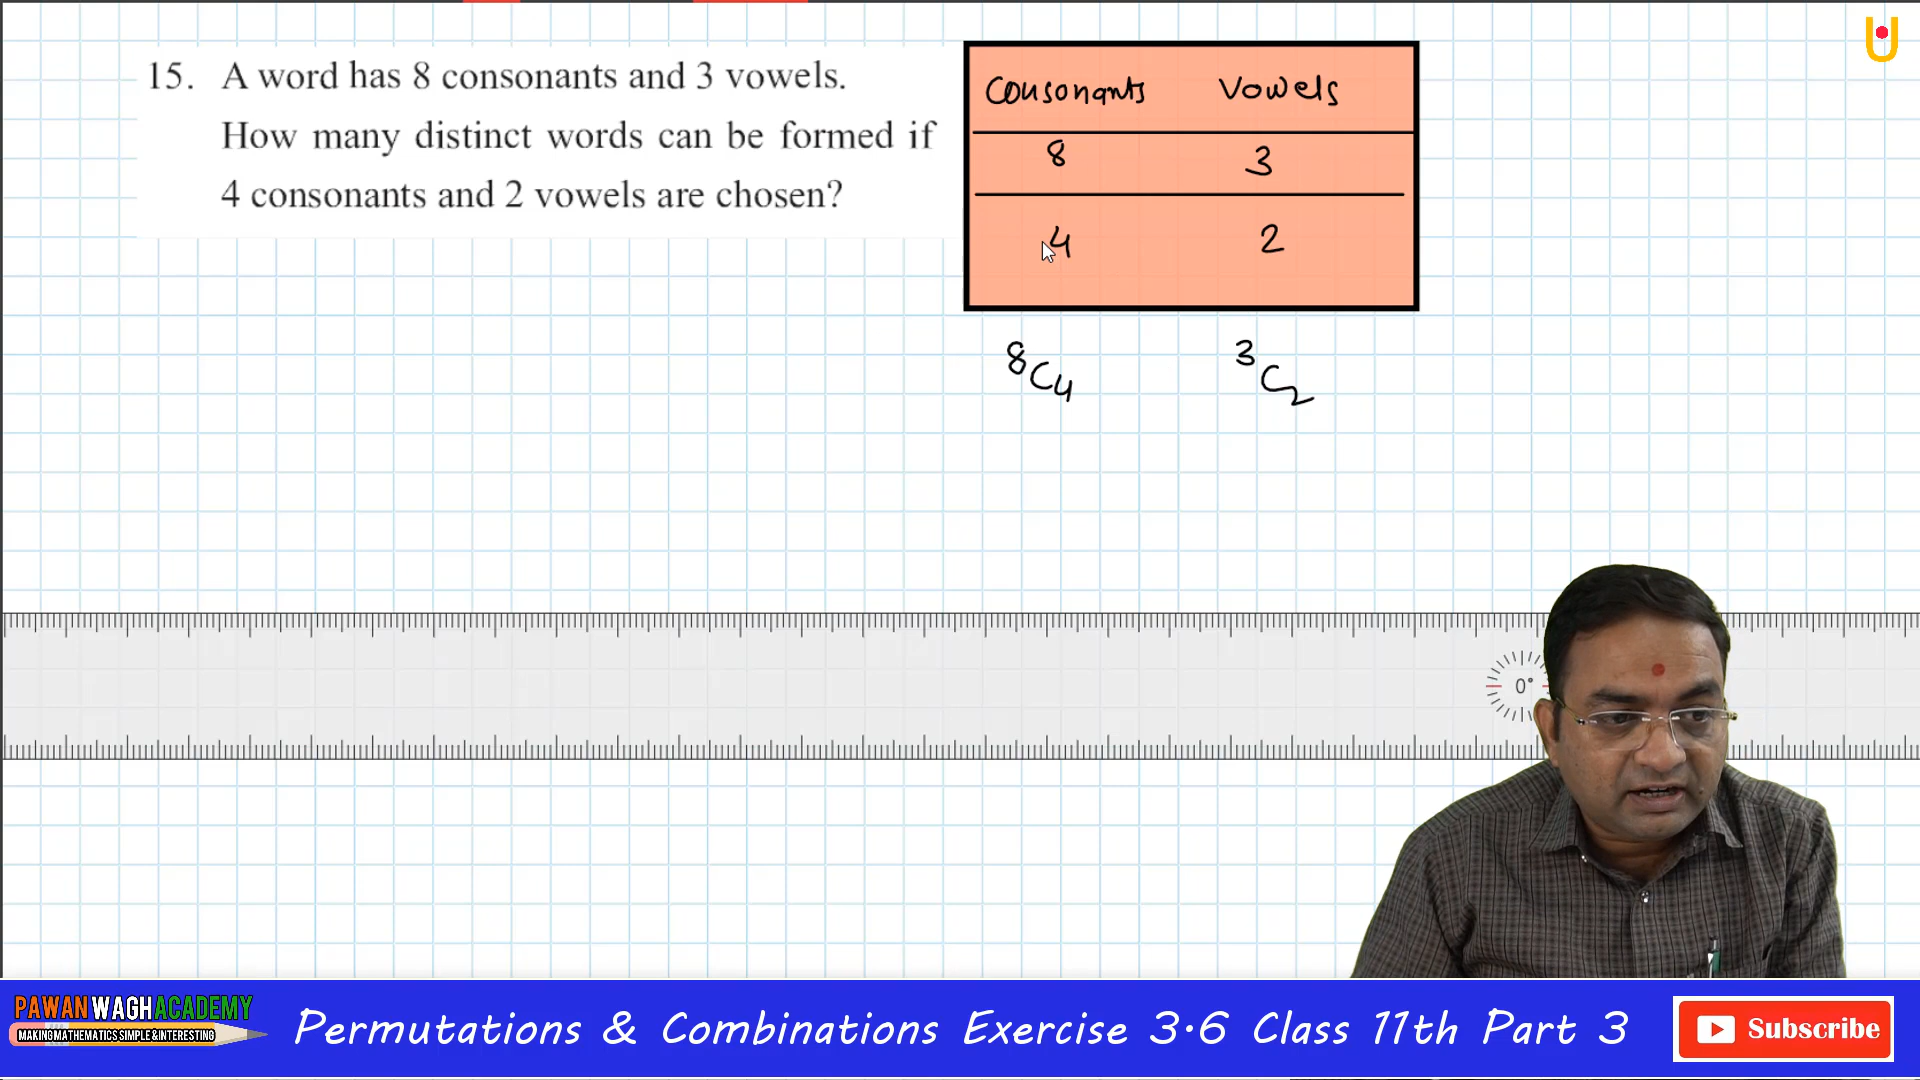 15. A word has 8 consonants and 3 vowels.
How many distinct words can be formed if
4 consonants and 2 vowels are chosen?
Consonants Vowels
8 3
4 2
⁸C₄ ³C₂
0°
PAWAN WAGH ACADEMY
MAKING MATHEMATICS SIMPLE & INTERESTING
Permutations & Combinations Exercise 3.6 Class 11th Part 3
Subscribe